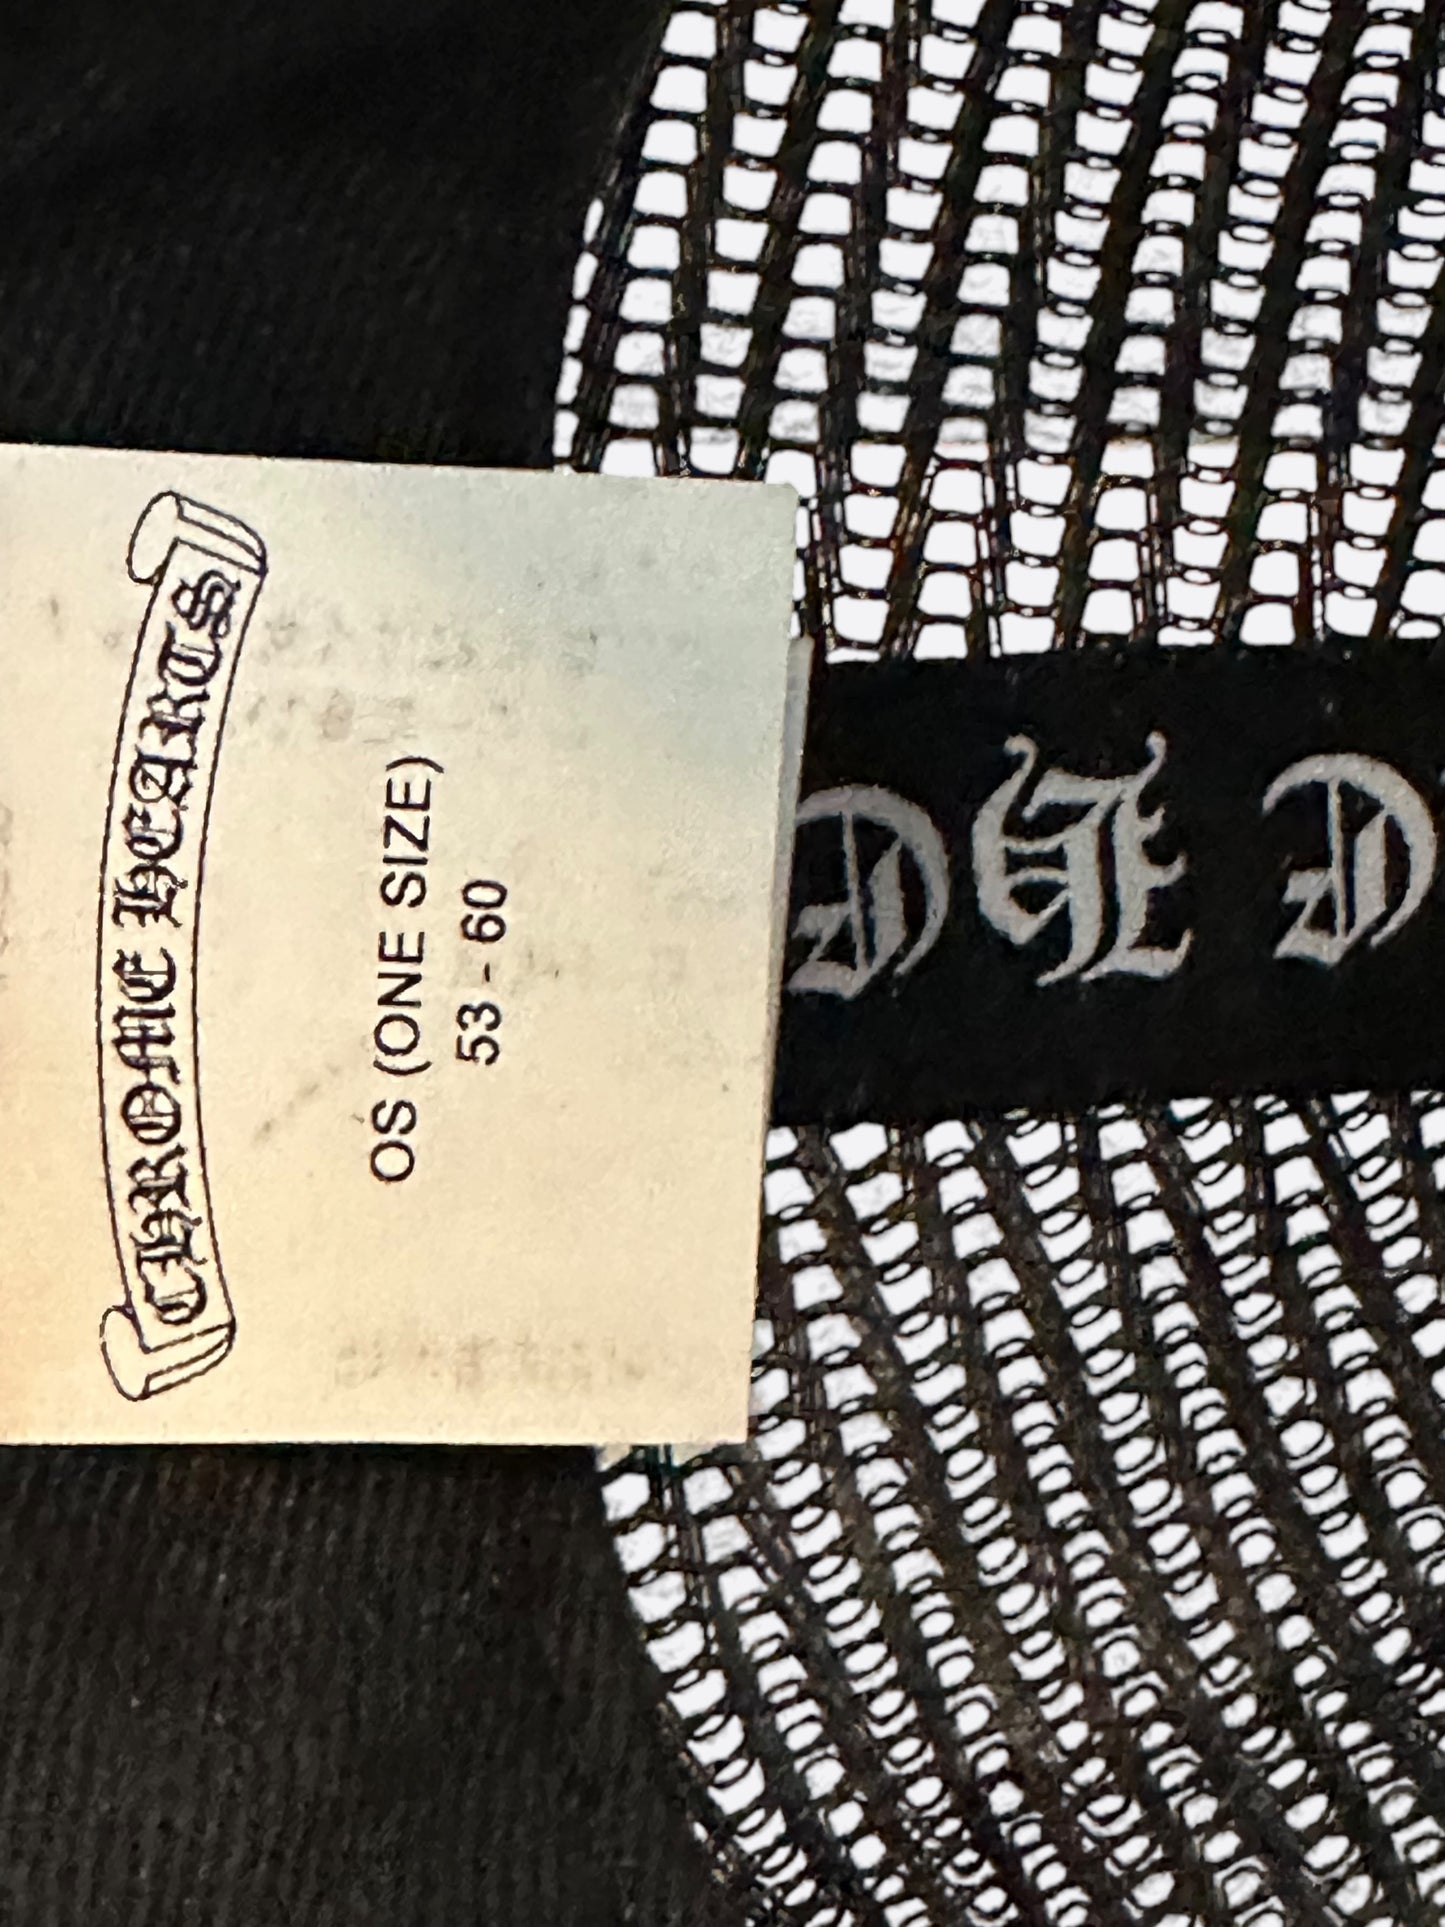 CHROME HEARTS
OS (ONE SIZE)
53 - 60